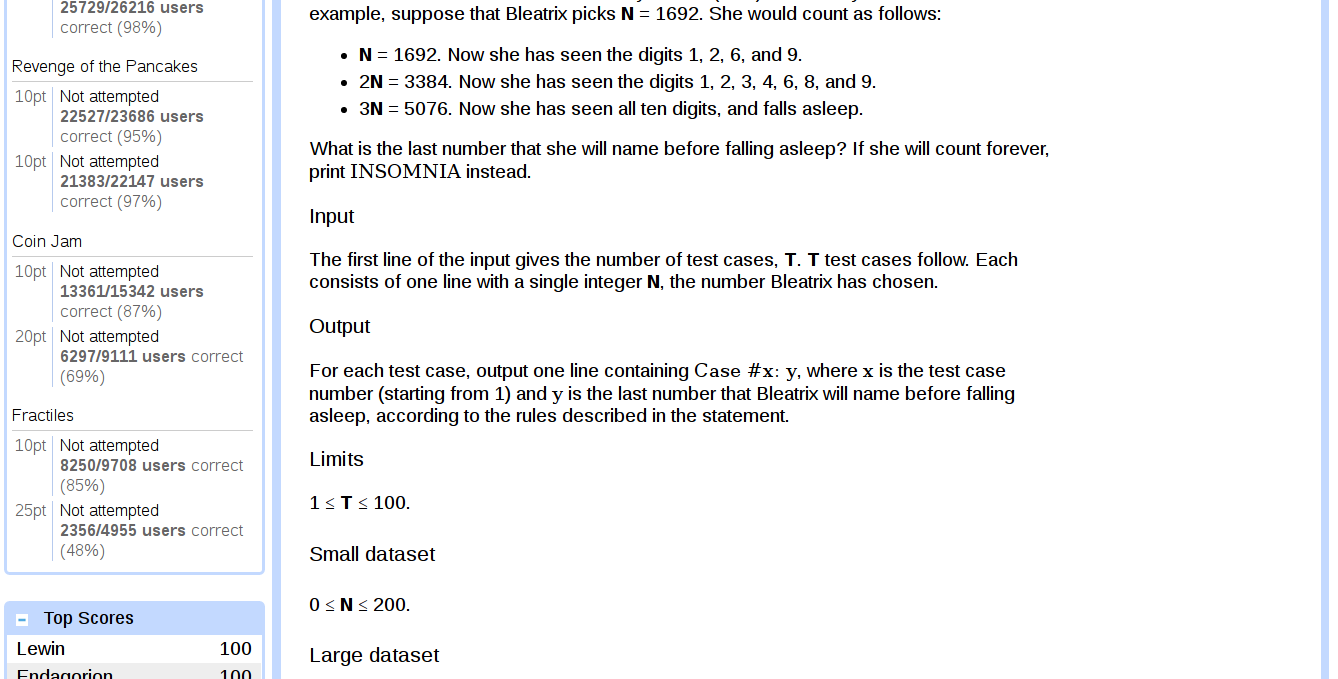 25729/26216 users
correct (98%)
Revenge of the Pancakes
10pt Not attempted
22527/23686 users
correct (95%)
10pt Not attempted
21383/22147 users
correct (97%)
Coin Jam
10pt Not attempted
13361/15342 users
correct (87%)
20pt Not attempted
6297/9111 users correct
(69%)
Fractiles
10pt Not attempted
8250/9708 users correct
(85%)
25pt Not attempted
2356/4955 users correct
(48%)
Top Scores
Lewin 100
Endagorion 100
example, suppose that Bleatrix picks N = 1692. She would count as follows:
• N = 1692. Now she has seen the digits 1, 2, 6, and 9.
• 2N = 3384. Now she has seen the digits 1, 2, 3, 4, 6, 8, and 9.
• 3N = 5076. Now she has seen all ten digits, and falls asleep.
What is the last number that she will name before falling asleep? If she will count forever,
print INSOMNIA instead.
Input
The first line of the input gives the number of test cases, T. T test cases follow. Each
consists of one line with a single integer N, the number Bleatrix has chosen.
Output
For each test case, output one line containing Case #x: y, where x is the test case
number (starting from 1) and y is the last number that Bleatrix will name before falling
asleep, according to the rules described in the statement.
Limits
1 ≤ T ≤ 100.
Small dataset
0 ≤ N ≤ 200.
Large dataset